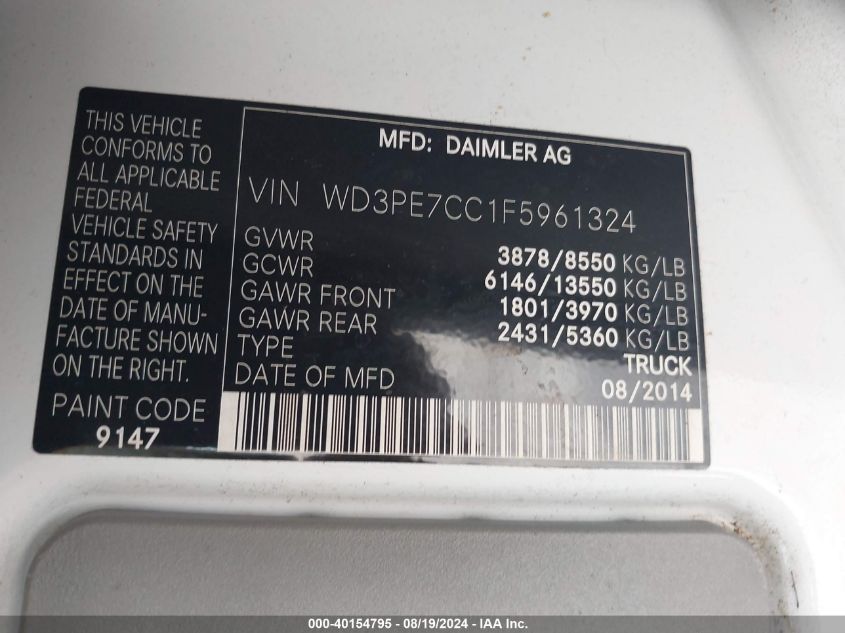 THIS VEHICLE
CONFORMS TO
ALL APPLICABLE
FEDERAL
VEHICLE SAFETY
STANDARDS IN
EFFECT ON THE
DATE OF MANU-
FACTURE SHOWN
ON THE RIGHT.
PAINT CODE
9147
MFD: DAIMLER AG
VIN WD3PE7CC1F5961324
GVWR 3878/8550 KG/LB
GCWR 6146/13550 KG/LB
GAWR FRONT 1801/3970 KG/LB
GAWR REAR 2431/5360 KG/LB
TYPE TRUCK
DATE OF MFD 08/2014
000-40154795 - 08/19/2024 - IAA Inc.